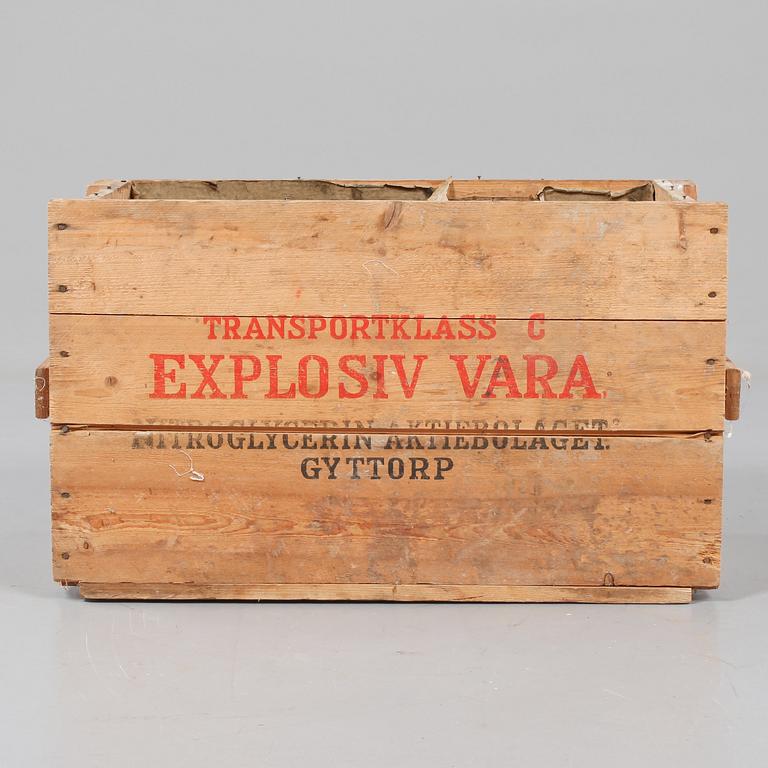 TRANSPORTKLASS C
EXPLOSIV VARA
NITROGLYCERIN AKTIEBOLAGET.
GYTTORP